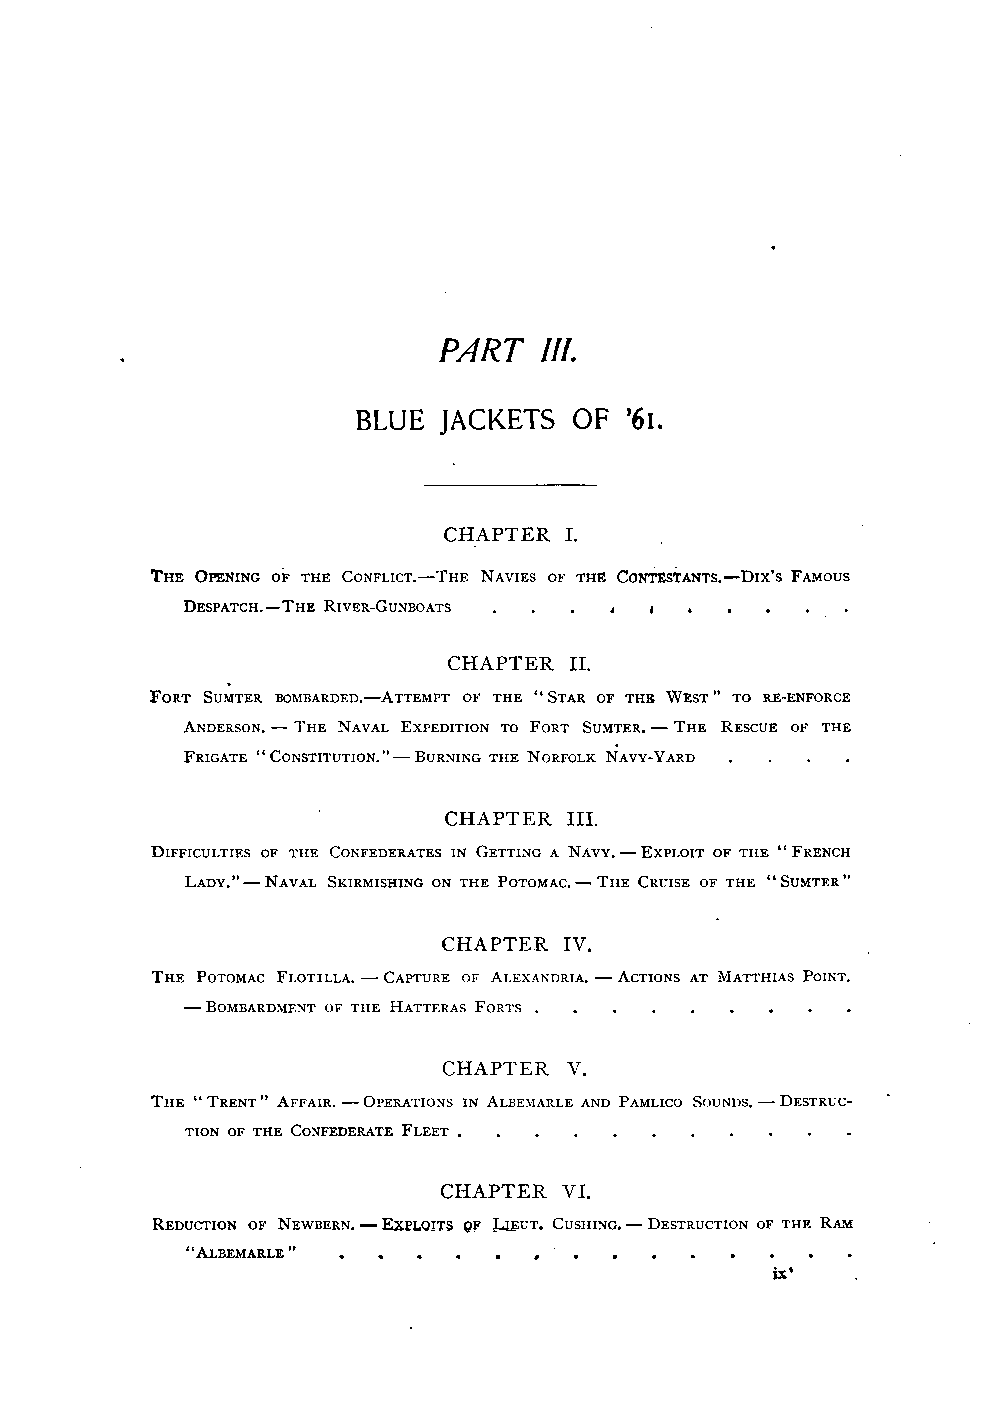 PART III.
BLUE JACKETS OF '61.
CHAPTER I.
The Opening of the Conflict.—The Navies of the Contestants.—Dix's Famous
Despatch.—The River-Gunboats . . . . . . . . . .
CHAPTER II.
Fort Sumter bombarded.—Attempt of the "Star of the West" to re-enforce
Anderson. — The Naval Expedition to Fort Sumter. — The Rescue of the
Frigate "Constitution." — Burning the Norfolk Navy-Yard . . . .
CHAPTER III.
Difficulties of the Confederates in Getting a Navy. — Exploit of the "French
Lady." — Naval Skirmishing on the Potomac. — The Cruise of the "Sumter"
CHAPTER IV.
The Potomac Flotilla. — Capture of Alexandria. — Actions at Matthias Point.
— Bombardment of the Hatteras Forts . . . . . . . . .
CHAPTER V.
The "Trent" Affair. — Operations in Albemarle and Pamlico Sounds. — Destruc-
tion of the Confederate Fleet . . . . . . . . . . .
CHAPTER VI.
Reduction of Newbern. — Exploits of Lieut. Cushing. — Destruction of the Ram
"Albemarle" . . . . . . . . . . . . . .
ix